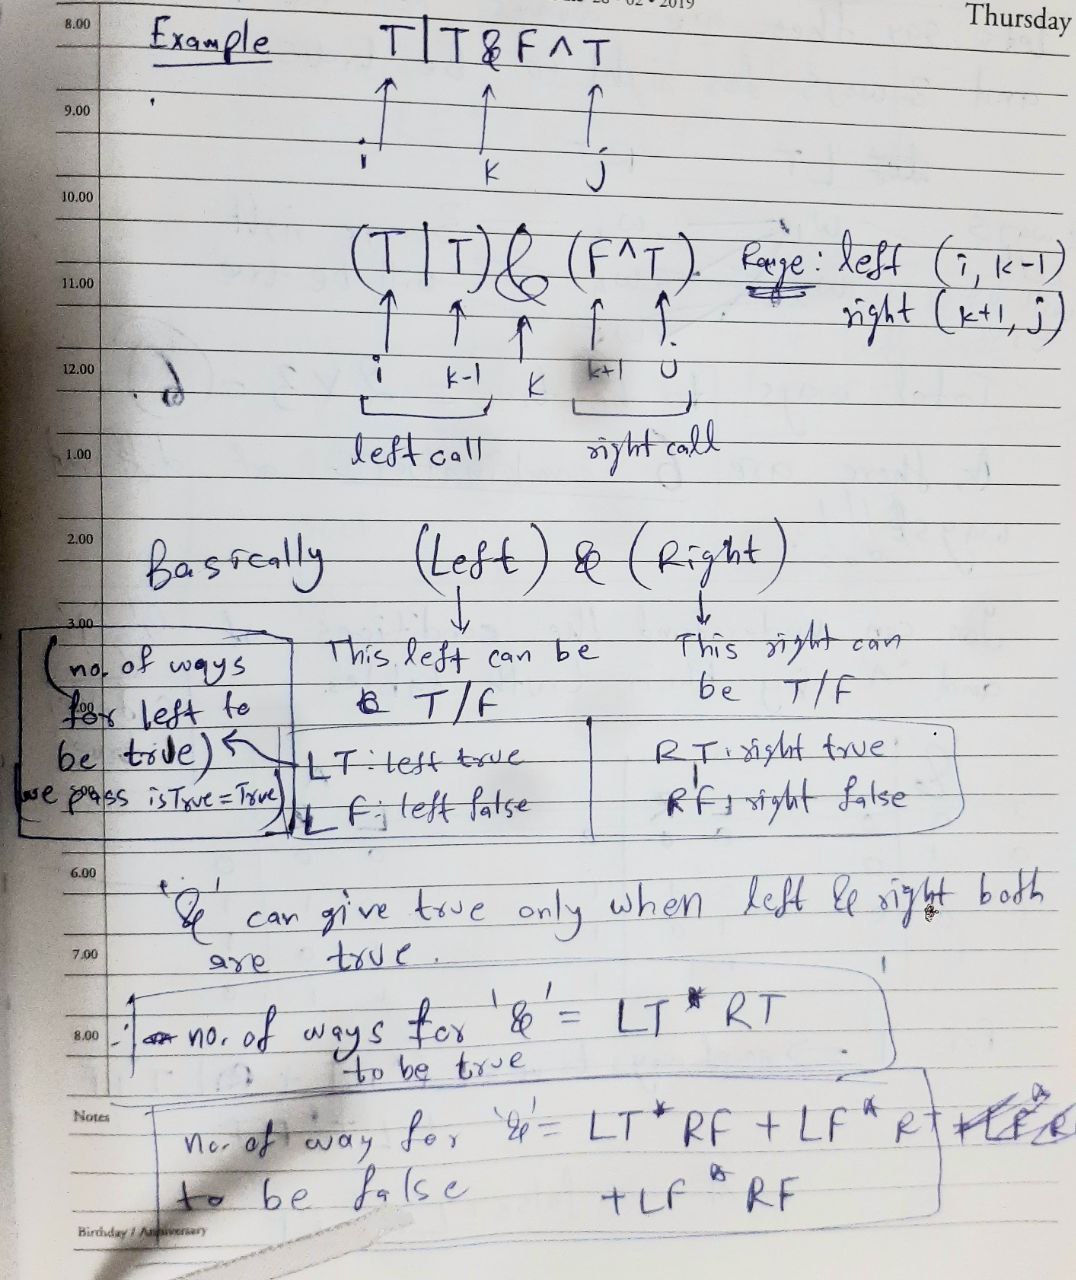 02 • 2019
Thursday
8.00
Example T|T&F^T
9.00
i k j
10.00
(T|T) & (F^T). Range: left (i, k-1)
11.00
right (k+1, j)
12.00
i k-1 k k+1 j
1.00
left call right call
2.00
Basically (Left) & (Right)
3.00
This left can be This right can
T/F be T/F
(no. of ways
for left to
be true)
we pass isTrue=True)
LT: left true RT: right true
LF: left false RF: right false
6.00
'&' can give true only when left & right both
7.00
are true.
8.00
no. of ways for '&' = LT * RT
to be true
Notes
no. of way for '&' = LT * RF + LF * RT
to be false + LF * RF
Birthday / Anniversary